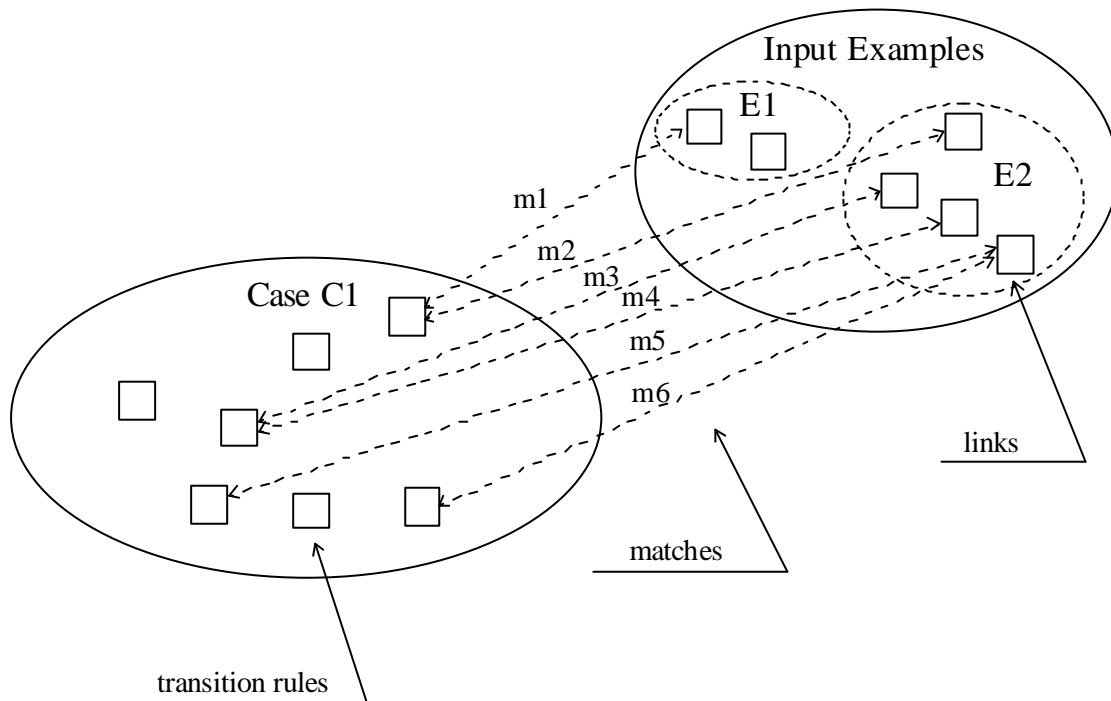 Input Examples
E1
E2
m1
m2
m3
m4
m5
m6
Case C1
links
matches
transition rules